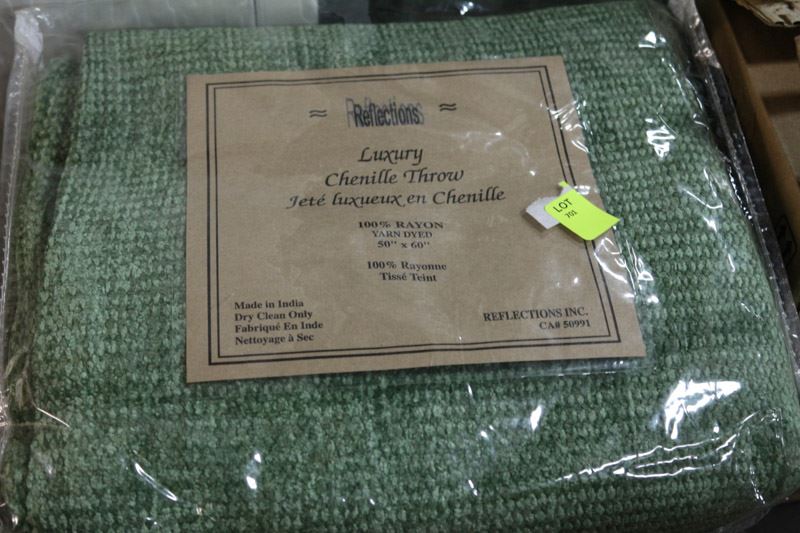 ≈ Reflections ≈
Luxury
Chenille Throw
Jeté luxueux en Chenille
100% RAYON
YARN DYED
50" x 60"
100% Rayonne
Tissé Teint
Made in India
Dry Clean Only
Fabriqué En Inde
Nettoyage à Sec
REFLECTIONS INC.
CA# 50991
LOT
702